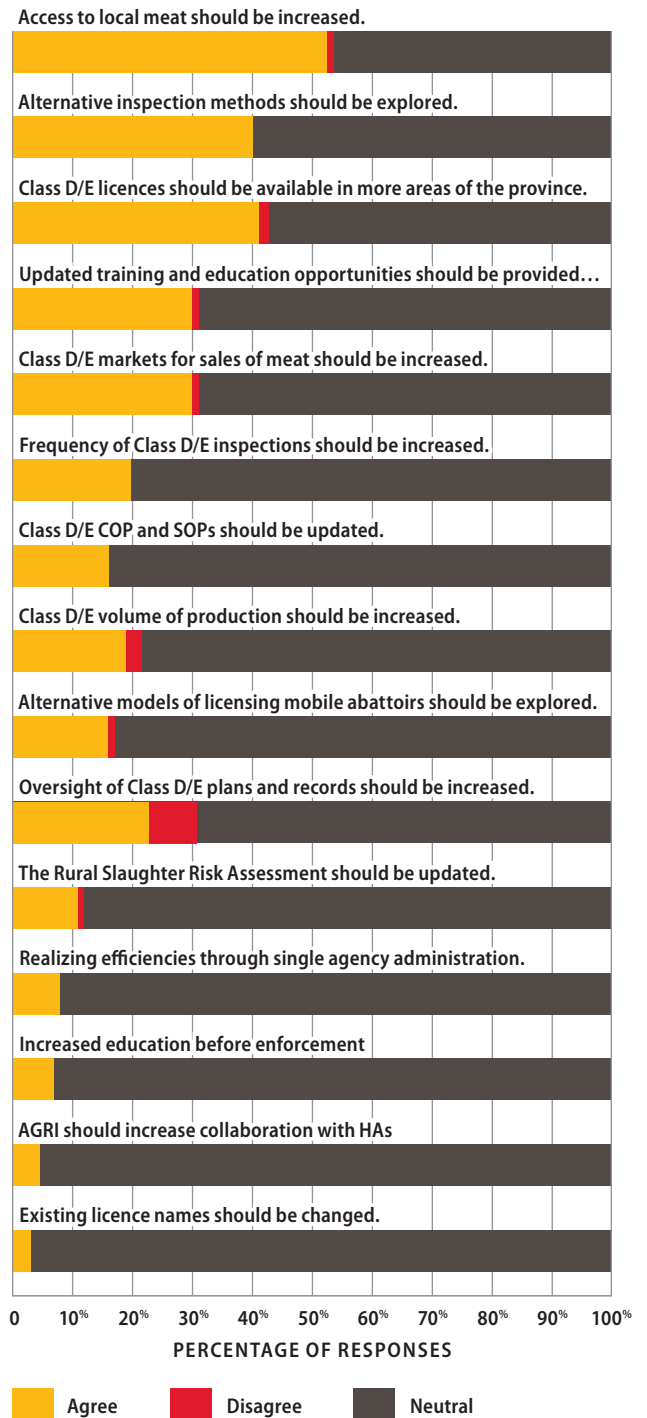 Access to local meat should be increased.
Alternative inspection methods should be explored.
Class D/E licences should be available in more areas of the province.
Updated training and education opportunities should be provided…
Class D/E markets for sales of meat should be increased.
Frequency of Class D/E inspections should be increased.
Class D/E COP and SOPs should be updated.
Class D/E volume of production should be increased.
Alternative models of licensing mobile abattoirs should be explored.
Oversight of Class D/E plans and records should be increased.
The Rural Slaughter Risk Assessment should be updated.
Realizing efficiencies through single agency administration.
Increased education before enforcement
AGRI should increase collaboration with HAs
Existing licence names should be changed.
0 10% 20% 30% 40% 50% 60% 70% 80% 90% 100%
PERCENTAGE OF RESPONSES
Agree Disagree Neutral